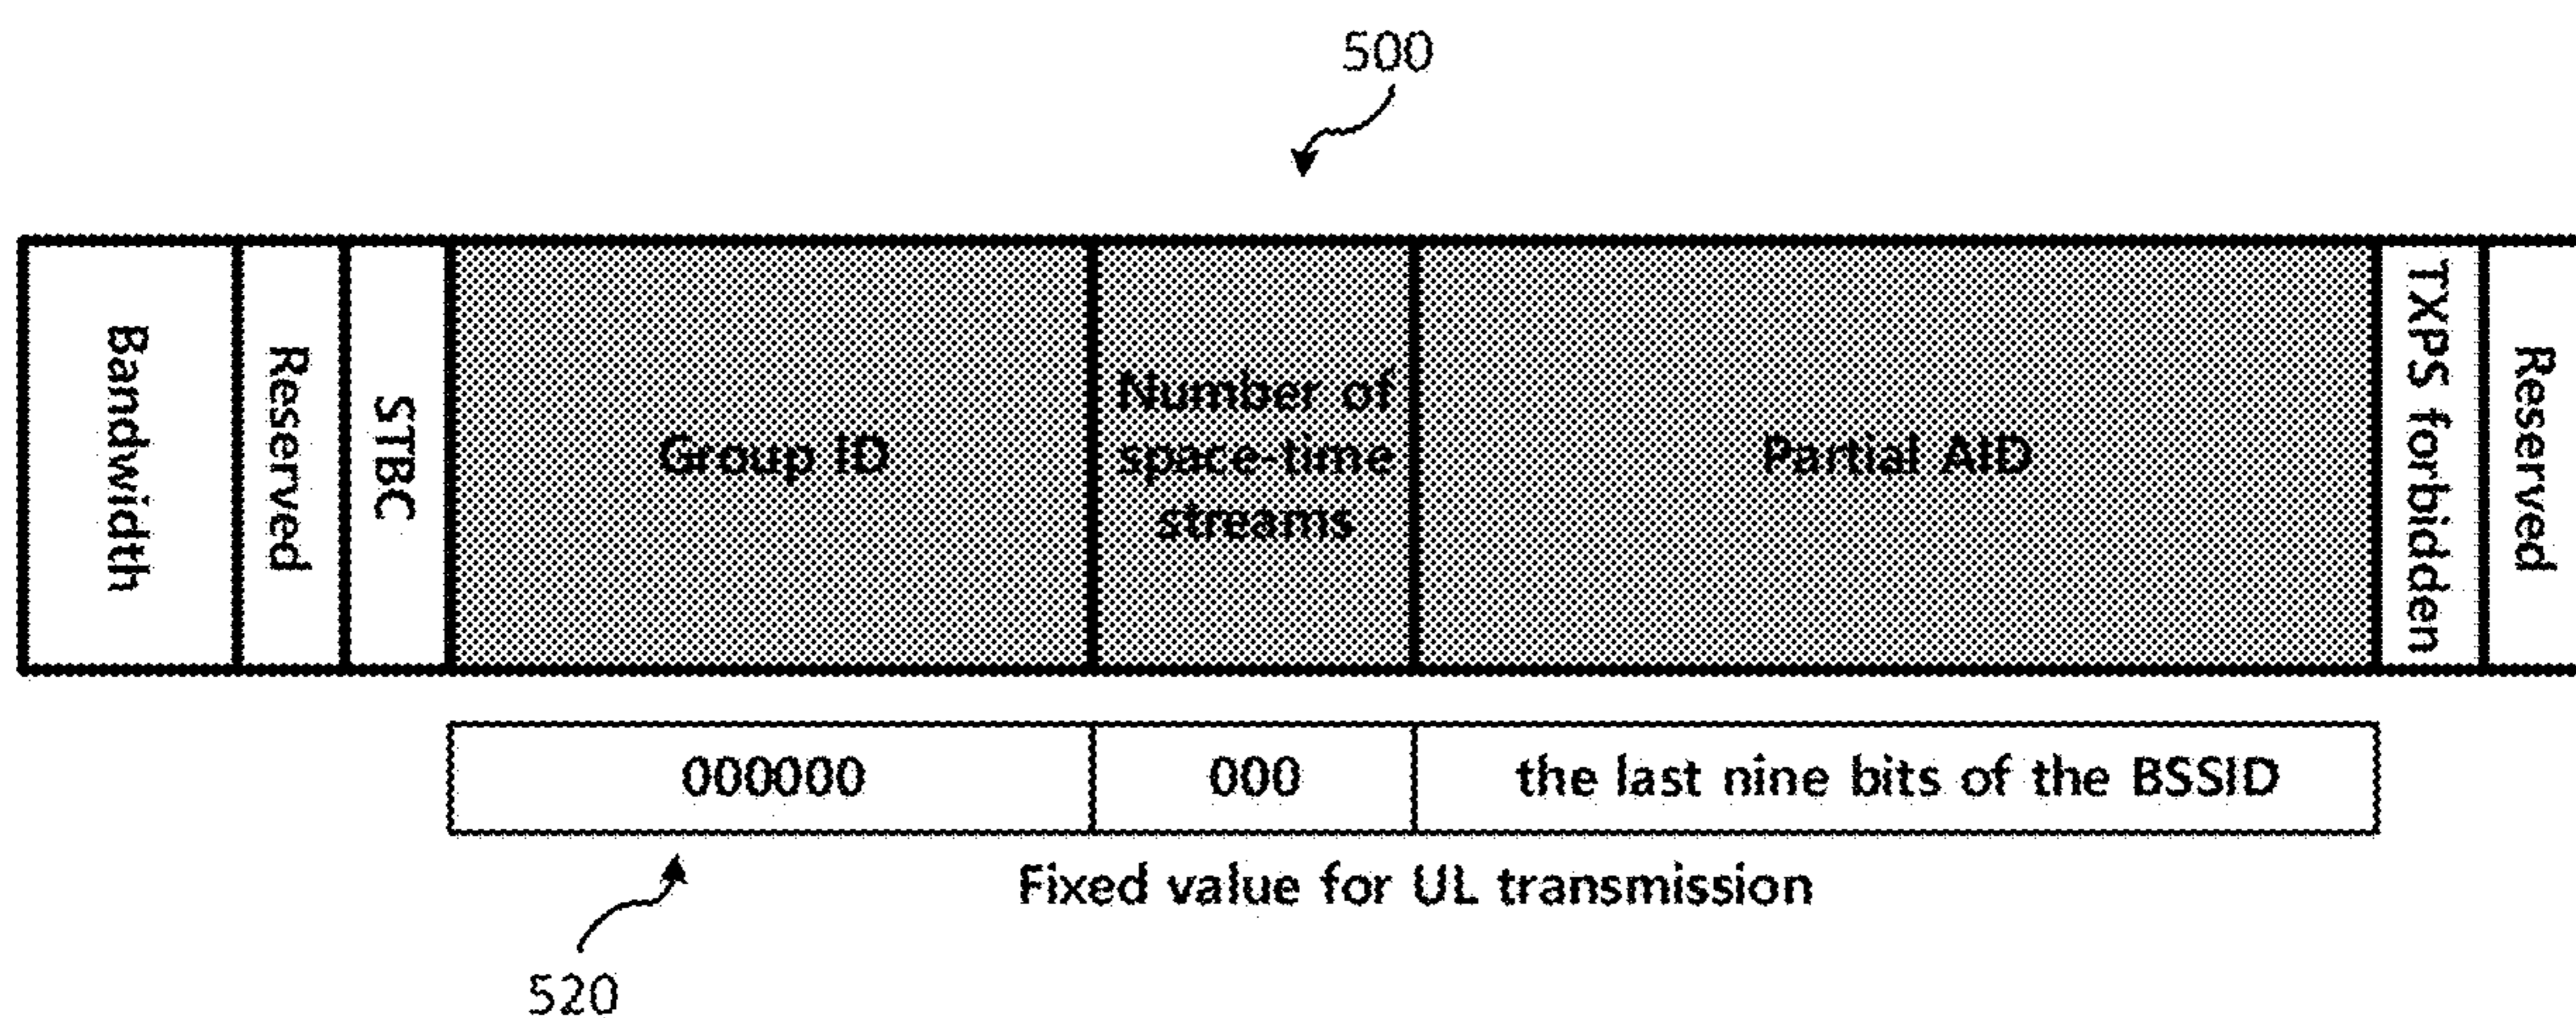 500
Bandwidth
Reserved
STBC
Group ID
Number of
space-time
streams
Partial AID
TXPS forbidden
Reserved
000000
000
the last nine bits of the BSSID
Fixed value for UL transmission
520